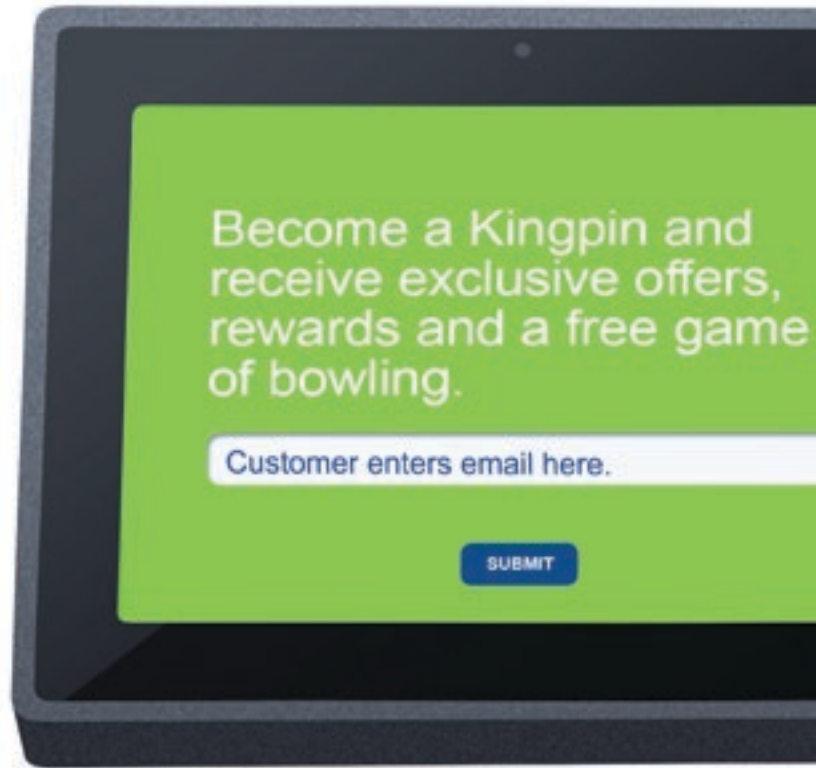 Become a Kingpin and
receive exclusive offers,
rewards and a free game
of bowling.
Customer enters email here.
SUBMIT